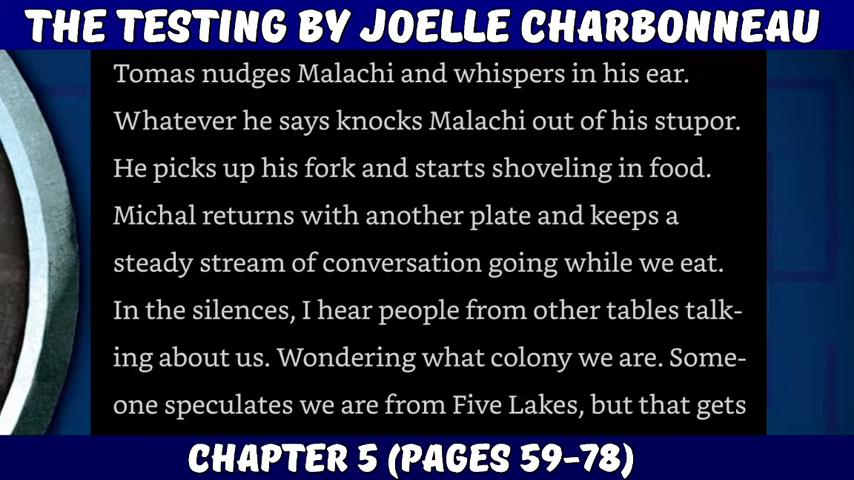 THE TESTING BY JOELLE CHARBONNEAU
Tomas nudges Malachi and whispers in his ear.
Whatever he says knocks Malachi out of his stupor.
He picks up his fork and starts shoveling in food.
Michal returns with another plate and keeps a
steady stream of conversation going while we eat.
In the silences, I hear people from other tables talk-
ing about us. Wondering what colony we are. Some-
one speculates we are from Five Lakes, but that gets
CHAPTER 5 (PAGES 59-78)